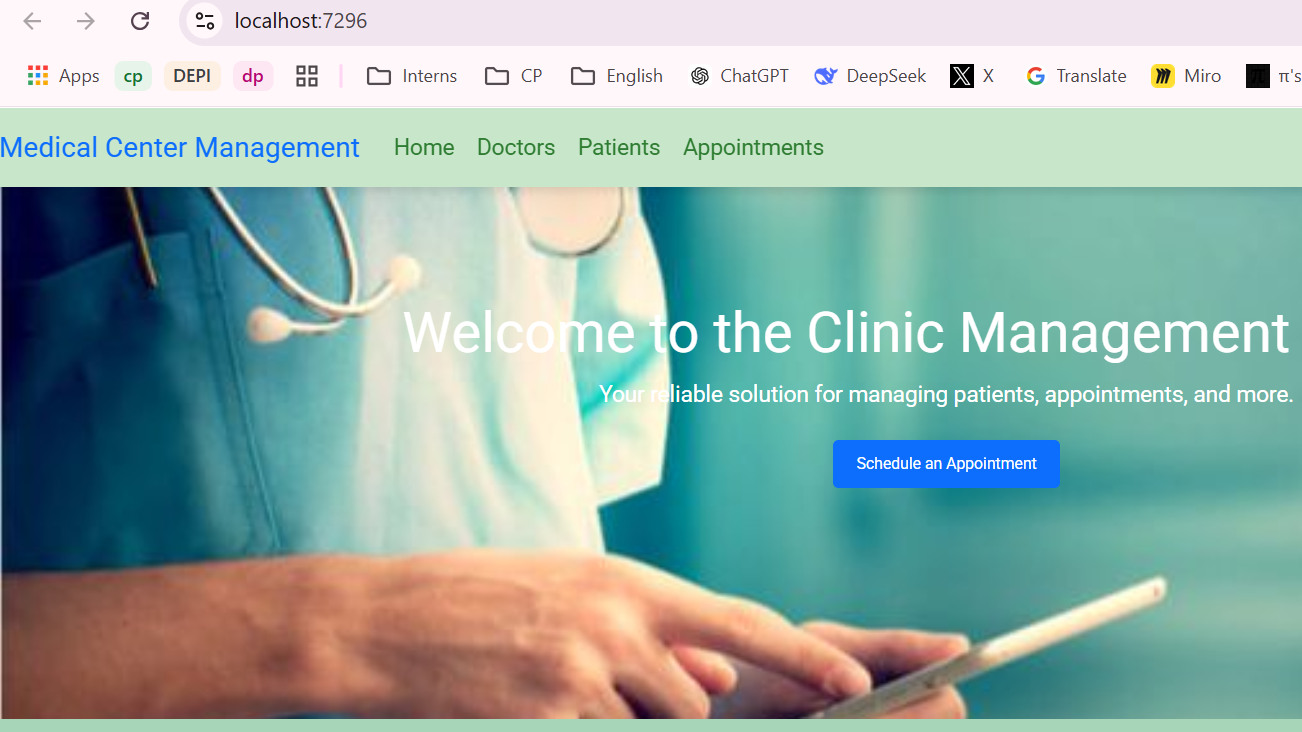 localhost:7296
Apps cp DEPI dp Interns CP English ChatGPT DeepSeek X Translate Miro π's
Medical Center Management Home Doctors Patients Appointments
Welcome to the Clinic Management
Your reliable solution for managing patients, appointments, and more.
Schedule an Appointment